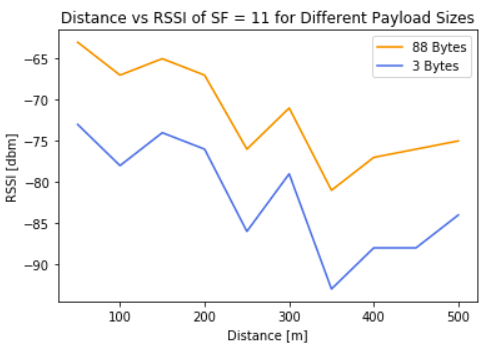 Distance vs RSSI of SF = 11 for Different Payload Sizes
88 Bytes
3 Bytes
RSSI [dbm]
−65
−70
−75
−80
−85
−90
100 200 300 400 500
Distance [m]